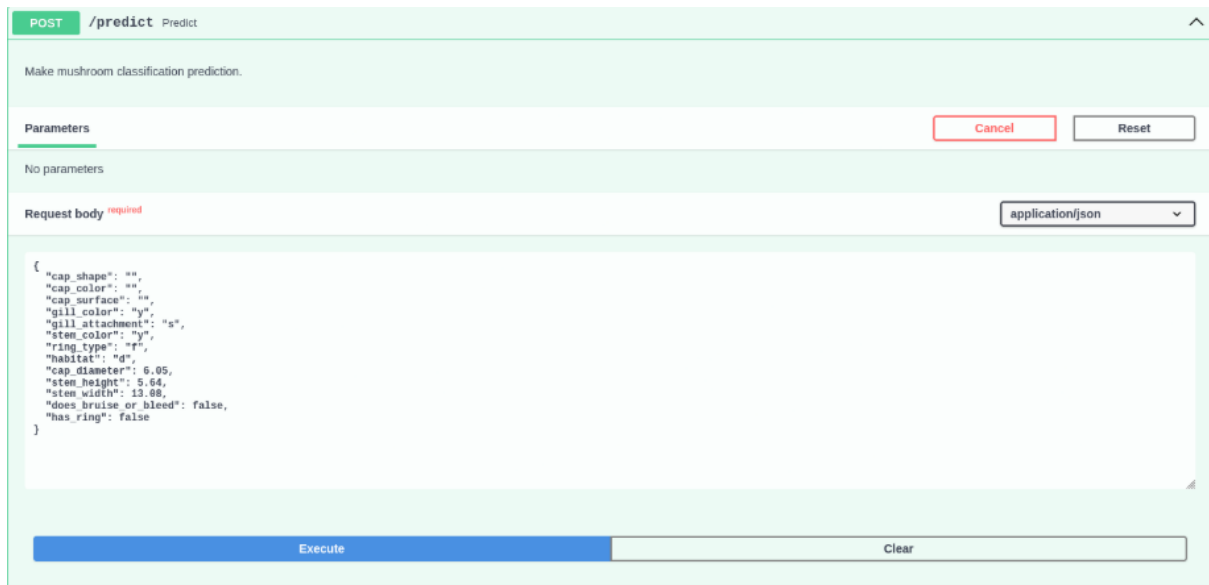 POST /predict Predict
Make mushroom classification prediction.
Parameters Cancel Reset
No parameters
Request body required application/json
{
  "cap_shape": "",
  "cap_color": "",
  "cap_surface": "",
  "gill_color": "y",
  "gill_attachment": "s",
  "stem_color": "y",
  "ring_type": "f",
  "habitat": "d",
  "cap_diameter": 6.05,
  "stem_height": 5.64,
  "stem_width": 13.08,
  "does_bruise_or_bleed": false,
  "has_ring": false
}
Execute Clear